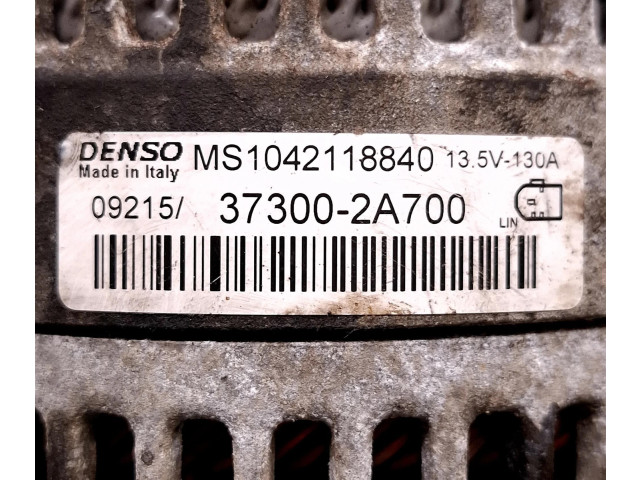 DENSO MS1042118840 13.5V-130A
Made in Italy
09215/ 37300-2A700
LIN